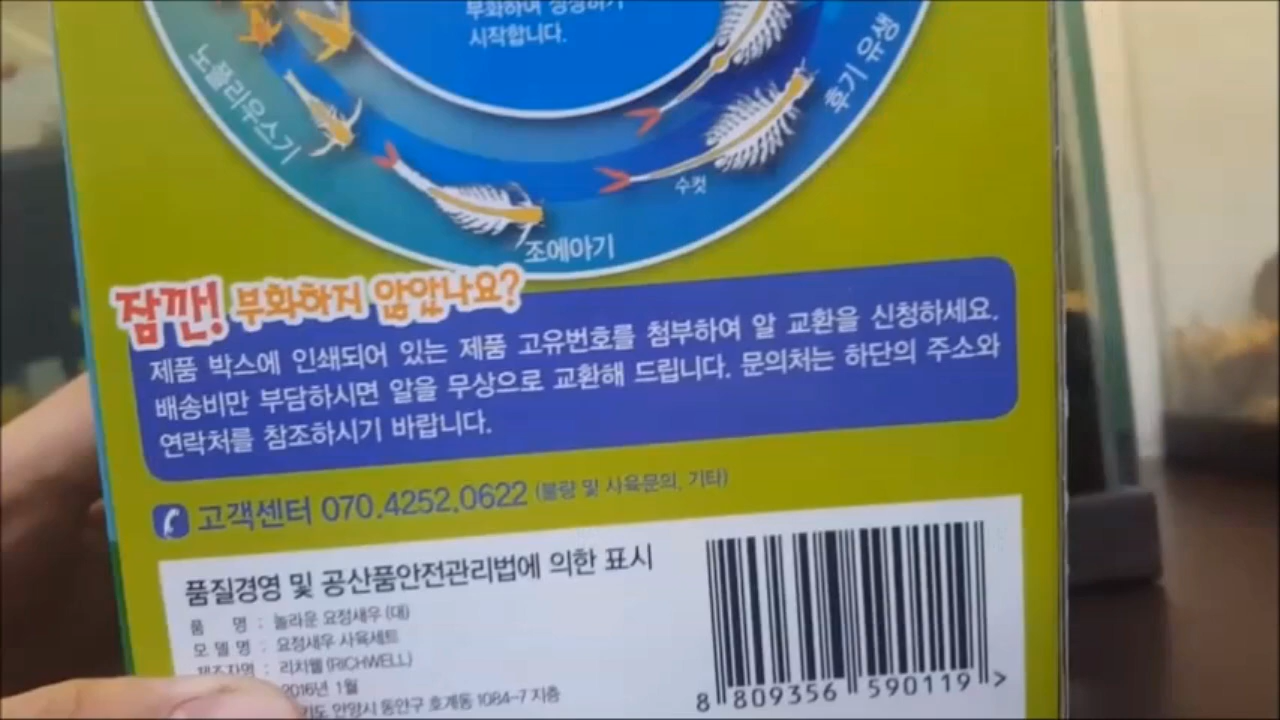 부화하여 성장하기
시작합니다.
노플리우스기
후기 유생
수컷
조에아기
잠깐! 부화하지 않았나요?
제품 박스에 인쇄되어 있는 제품 고유번호를 첨부하여 알 교환을 신청하세요.
배송비만 부담하시면 알을 무상으로 교환해 드립니다. 문의처는 하단의 주소와
연락처를 참조하시기 바랍니다.
고객센터 070.4252.0622 (불량 및 사육문의, 기타)
품질경영 및 공산품안전관리법에 의한 표시
품 명 : 놀라운 요정새우 (대)
모 델 명 : 요정새우 사육세트
제조자명 : 리치웰 (RICHWELL)
2016년 1월
안양시 동안구 호계동 1084-7 지층
8 809356 590119 >